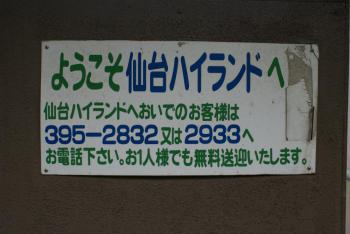 ようこそ仙台ハイランドへ
仙台ハイランドへおいでのお客様は
395-2832又は2933へ
お電話下さい。お1人様でも無料送迎いたします。